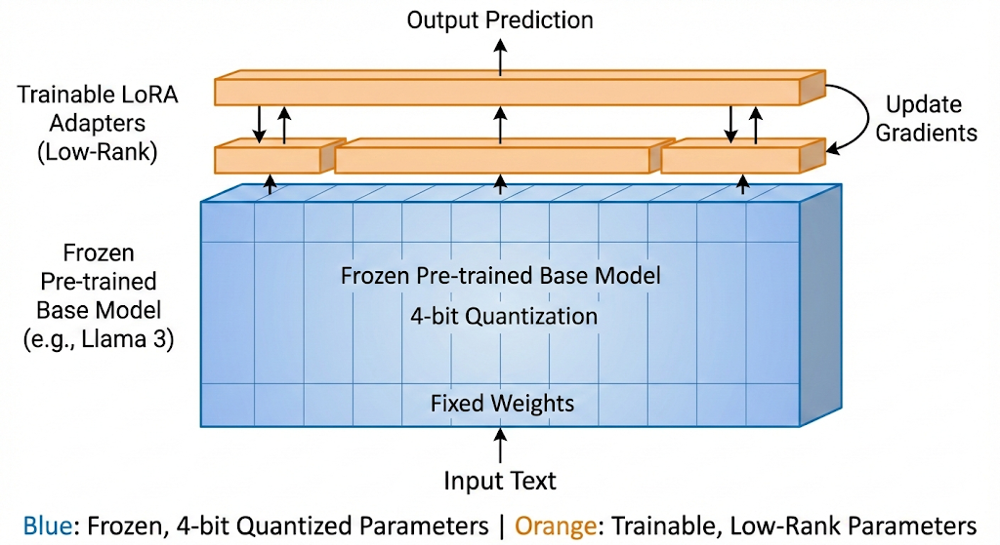 Output Prediction
Trainable LoRA
Adapters
(Low-Rank)
Update
Gradients
Frozen
Pre-trained
Base Model
(e.g., Llama 3)
Frozen Pre-trained Base Model
4-bit Quantization
Fixed Weights
Input Text
Blue: Frozen, 4-bit Quantized Parameters | Orange: Trainable, Low-Rank Parameters